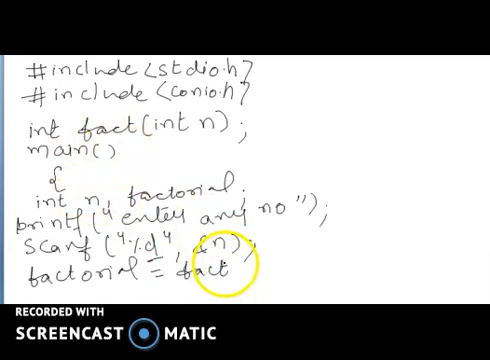 #include <stdio.h>
#include <conio.h>
int fact(int n);
main()
{
int n, factorial;
printf("enter any no");
scanf("%d", &n);
factorial = fact
RECORDED WITH
SCREENCAST MATIC